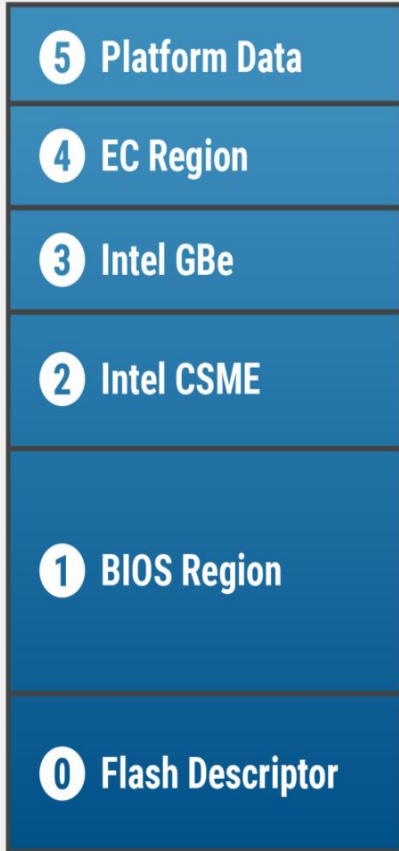 5 Platform Data
4 EC Region
3 Intel GBe
2 Intel CSME
1 BIOS Region
0 Flash Descriptor